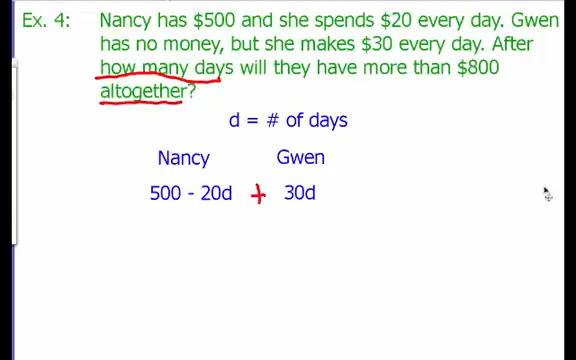 Ex. 4: Nancy has $500 and she spends $20 every day. Gwen
has no money, but she makes $30 every day. After
how many days will they have more than $800
altogether?
d = # of days
Nancy Gwen
500 - 20d + 30d